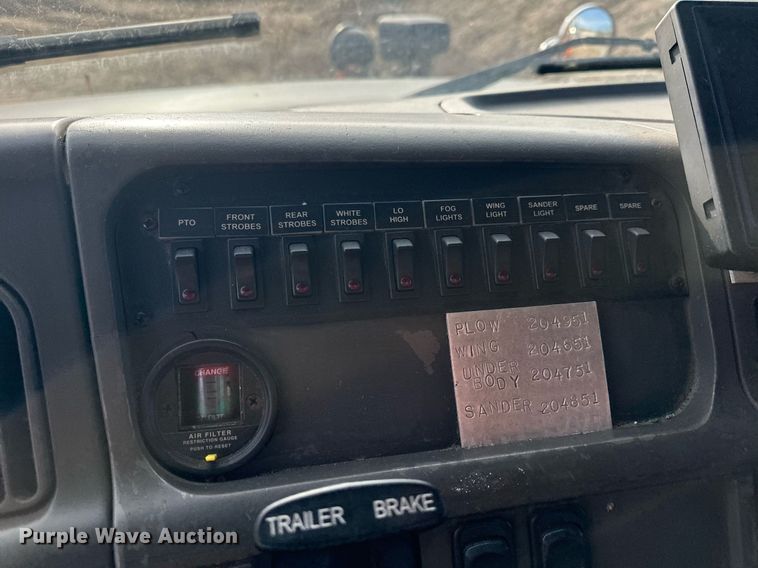 PTO
FRONT STROBES
REAR STROBES
WHITE STROBES
LO HIGH
FOG LIGHTS
WING LIGHT
SANDER LIGHT
SPARE
SPARE
PLOW 204951
WING 204651
UNDER BODY 204751
SANDER 204851
CHANGE
FILTER
AIR FILTER
RESTRICTION GAUGE
PUSH TO RESET
TRAILER BRAKE
Purple Wave Auction